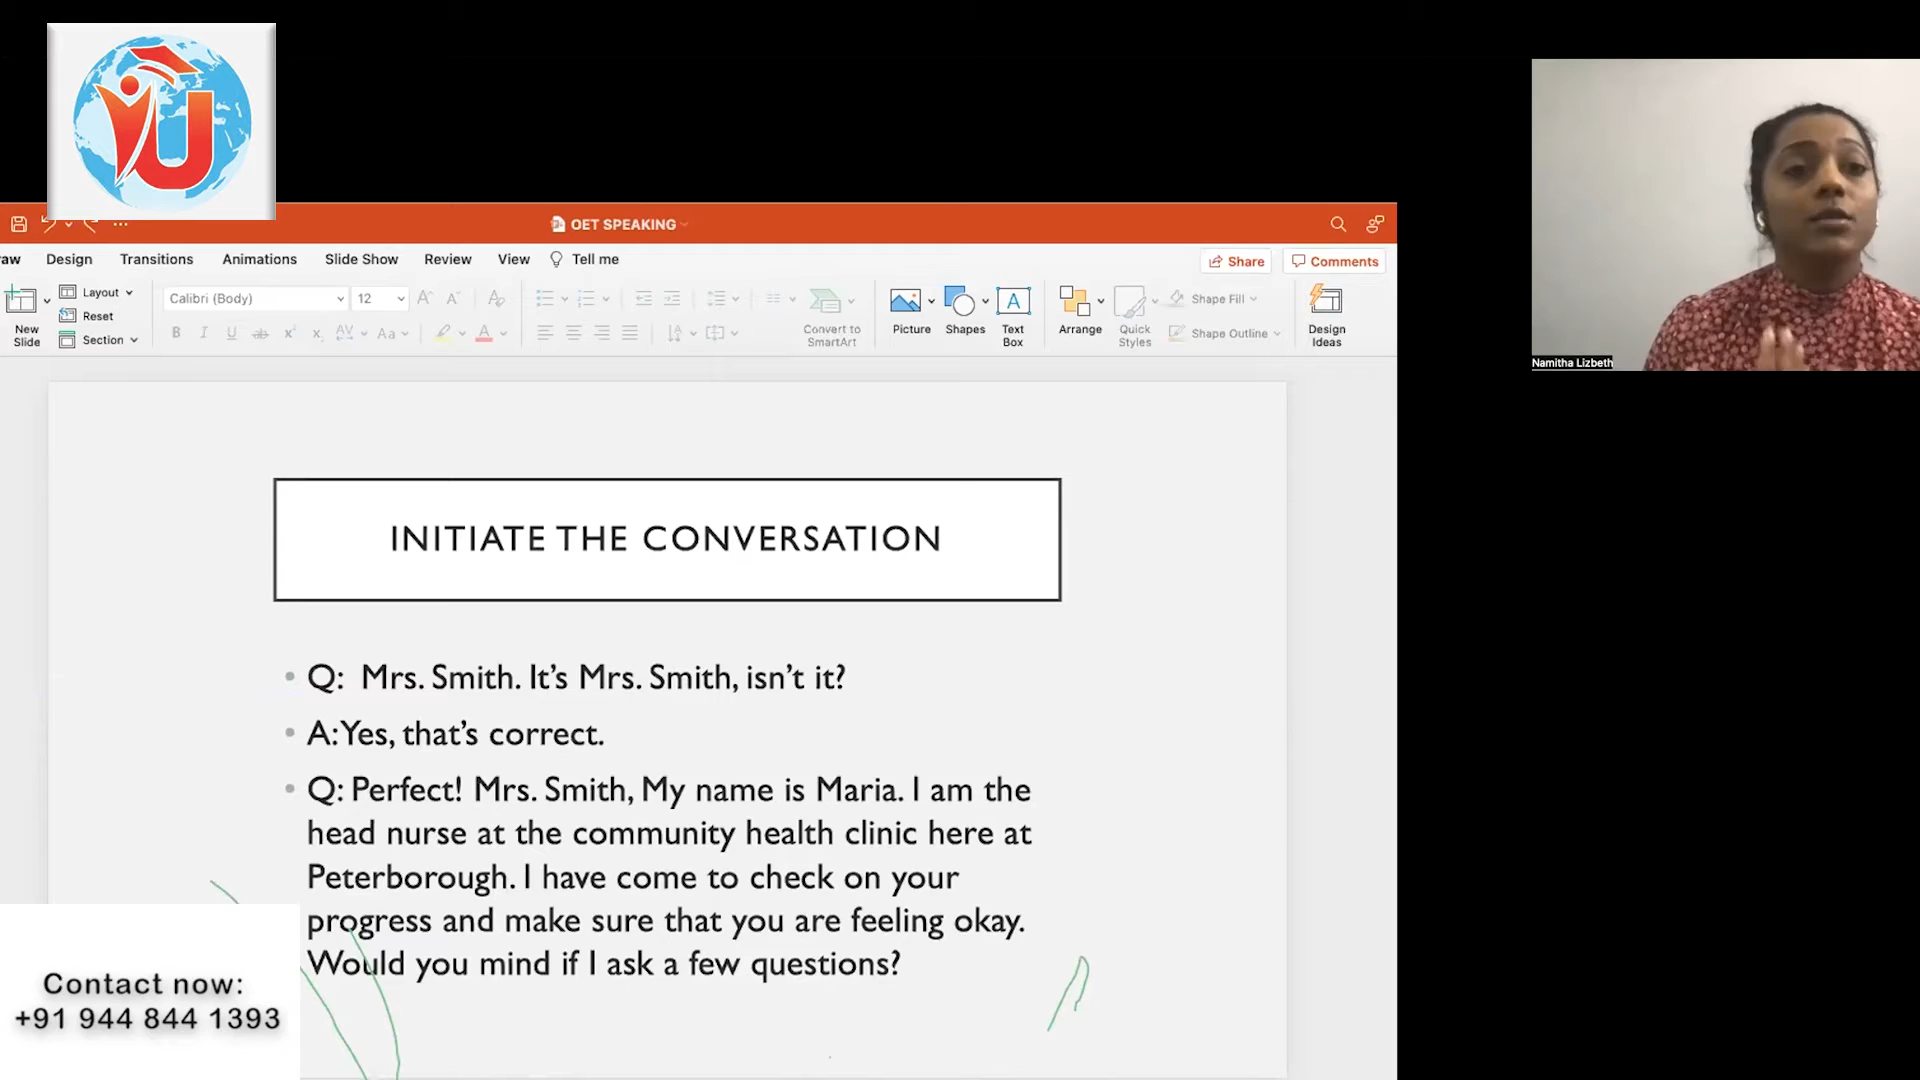 U
OET SPEAKING
aw Design Transitions Animations Slide Show Review View Tell me
Share Comments
New Slide
Layout
Reset
Section
Calibri (Body) 12
Convert to SmartArt
Picture Shapes Text Box
Arrange Quick Styles
Shape Fill
Shape Outline
Design Ideas
Namitha Lizbeth
INITIATE THE CONVERSATION
• Q: Mrs. Smith. It’s Mrs. Smith, isn’t it?
• A: Yes, that’s correct.
• Q: Perfect! Mrs. Smith, My name is Maria. I am the
head nurse at the community health clinic here at
Peterborough. I have come to check on your
progress and make sure that you are feeling okay.
Would you mind if I ask a few questions?
Contact now:
+91 944 844 1393